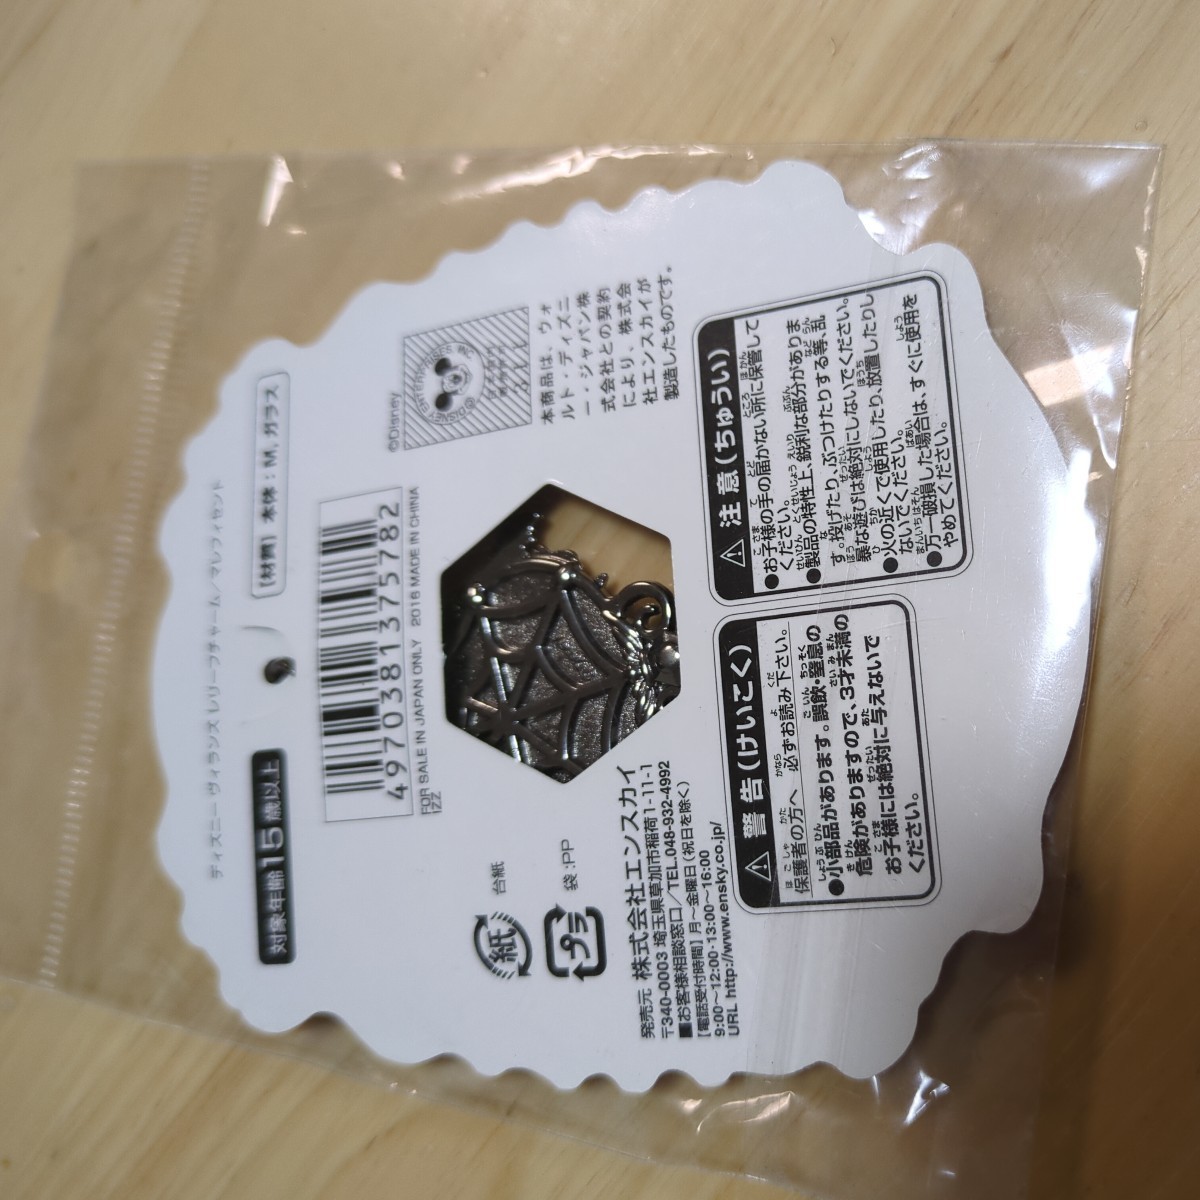 ディズニー ヴィランズ レリーフチャーム／マレフィセント
対象年齢15歳以上
【材質】本体：M, ガラス
4970381375782
FOR SALE IN JAPAN ONLY 2016 MADE IN CHINA
ZZ
©Disney
本商品は、ウォ
ルト・ディズニ
ー・ジャパン株
式会社との契約
により、株式会
社エンスカイが
製造したものです。
紙
台紙
プラ
袋:PP
発売元 株式会社エンスカイ
〒340-0003 埼玉県草加市稲荷1-11-1
■お客様相談窓口／TEL.048-932-4992
[電話受付時間] 月～金曜日(祝日を除く)
9:00～12:00・13:00～16:00
URL http://www.ensky.co.jp/
警告(けいこく)
保護者の方へ 必ずお読み下さい。
●小部品があります。誤飲・窒息の
危険がありますので、3才未満の
お子様には絶対に与えないで
ください。
注意(ちゅうい)
●お子様の手の届かない所に保管して
ください。
●製品の特性上、鋭利な部分がありま
す。投げたり、ぶつけたりする等、乱
暴な遊びは絶対にしないでください。
●火の近くで使用したり、放置したりし
ないでください。
●万一破損した場合は、すぐに使用を
やめてください。